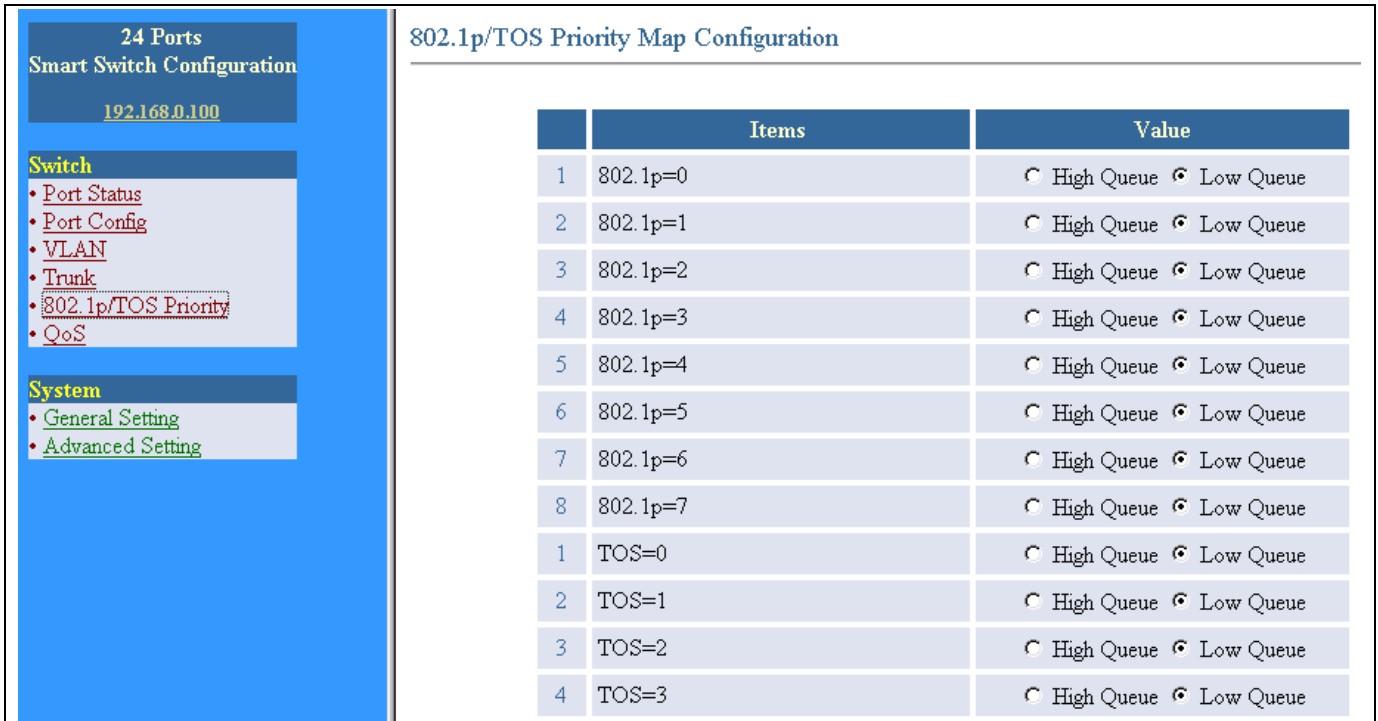 24 Ports
Smart Switch Configuration
192.168.0.100
Switch
• Port Status
• Port Config
• VLAN
• Trunk
• 802.1p/TOS Priority
• QoS
System
• General Setting
• Advanced Setting
802.1p/TOS Priority Map Configuration
Items Value
1 802.1p=0 High Queue Low Queue
2 802.1p=1 High Queue Low Queue
3 802.1p=2 High Queue Low Queue
4 802.1p=3 High Queue Low Queue
5 802.1p=4 High Queue Low Queue
6 802.1p=5 High Queue Low Queue
7 802.1p=6 High Queue Low Queue
8 802.1p=7 High Queue Low Queue
1 TOS=0 High Queue Low Queue
2 TOS=1 High Queue Low Queue
3 TOS=2 High Queue Low Queue
4 TOS=3 High Queue Low Queue